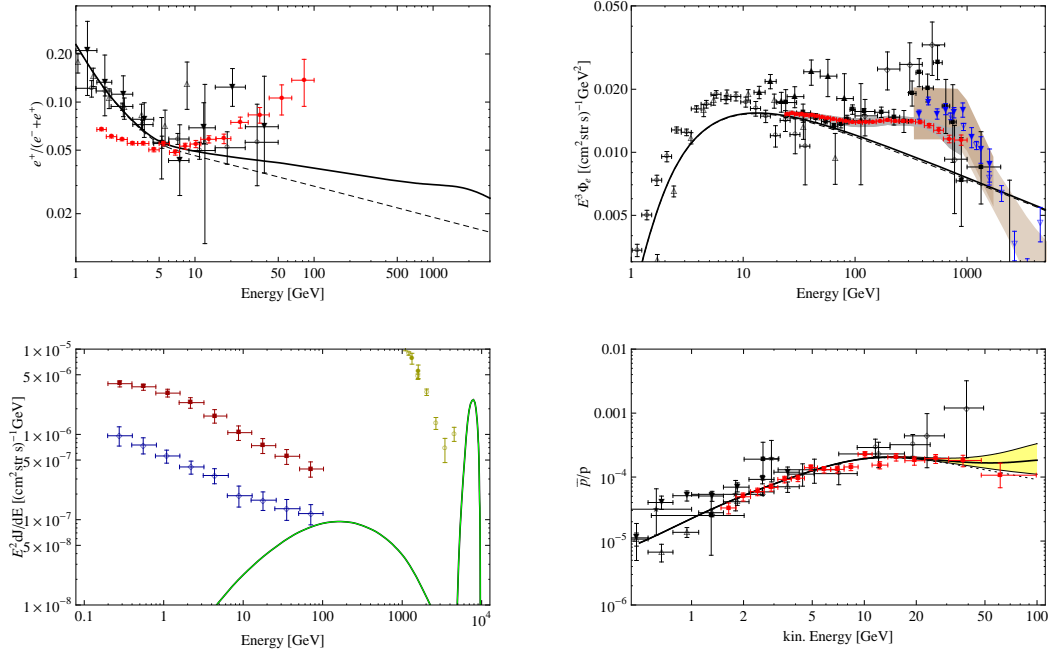 0.20
0.10
0.05
0.02
e⁺/(e⁻+e⁺)
1 5 10 50 100 500 1000
Energy [GeV]
0.020
0.010
0.005
E³Φₑ [(cm²str s)⁻¹GeV²]
1 10 100 1000
Energy [GeV]
1×10⁻⁵
5×10⁻⁶
1×10⁻⁶
5×10⁻⁷
1×10⁻⁷
5×10⁻⁸
1×10⁻⁸
E²dJ/dE [(cm²str s)⁻¹GeV]
0.1 1 10 100 1000 10⁴
Energy [GeV]
0.01
0.001
10⁻⁴
10⁻⁵
10⁻⁶
p̅/p
1 2 5 10 20 50 100
kin. Energy [GeV]